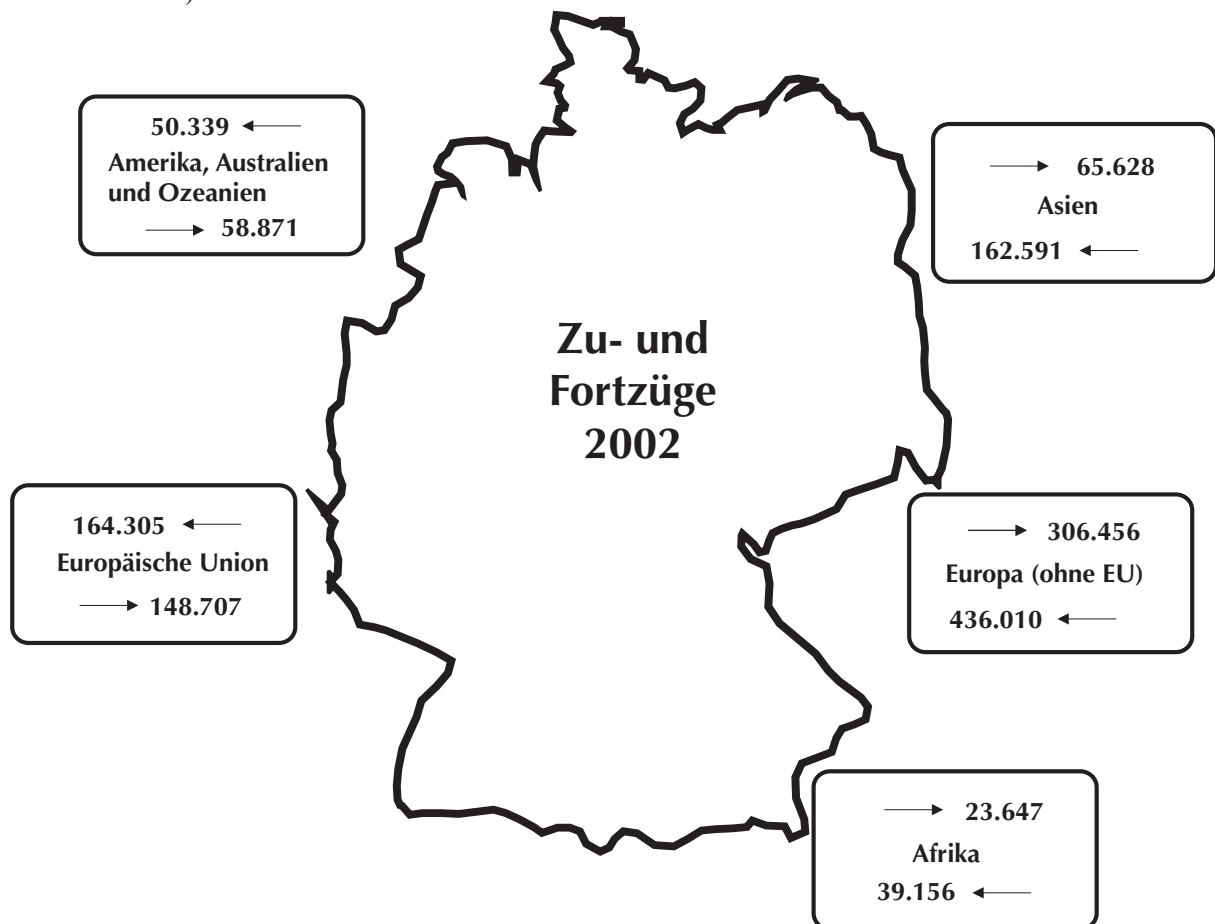 )
50.339
Amerika, Australien
und Ozeanien
58.871
65.628
Asien
162.591
Zu- und
Fortzüge
2002
164.305
Europäische Union
148.707
306.456
Europa (ohne EU)
436.010
23.647
Afrika
39.156